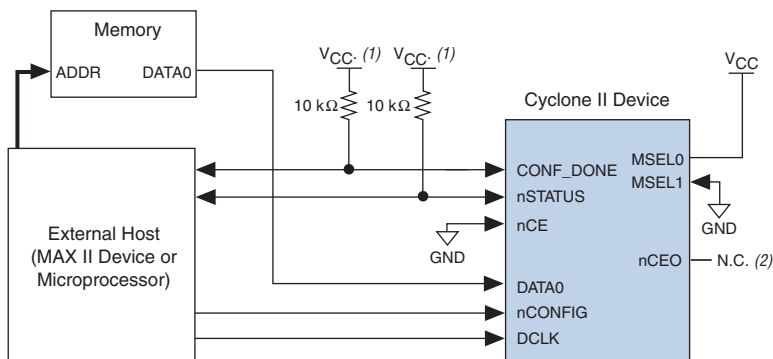 Memory
ADDR
DATA0
VCC. (1)
VCC. (1)
10 kΩ
10 kΩ
VCC
Cyclone II Device
External Host
(MAX II Device or
Microprocessor)
CONF_DONE
nSTATUS
nCE
GND
DATA0
nCONFIG
DCLK
MSEL0
MSEL1
GND
nCEO
N.C. (2)